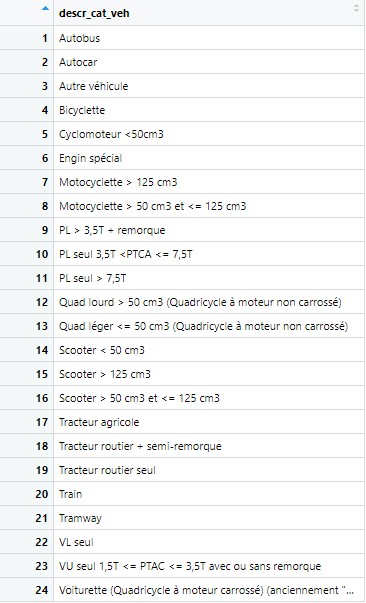 descr_cat_veh
1 Autobus
2 Autocar
3 Autre véhicule
4 Bicyclette
5 Cyclomoteur <50cm3
6 Engin spécial
7 Motocyclette > 125 cm3
8 Motocyclette > 50 cm3 et <= 125 cm3
9 PL > 3,5T + remorque
10 PL seul 3,5T <PTCA <= 7,5T
11 PL seul > 7,5T
12 Quad lourd > 50 cm3 (Quadricycle à moteur non carrossé)
13 Quad léger <= 50 cm3 (Quadricycle à moteur non carrossé)
14 Scooter < 50 cm3
15 Scooter > 125 cm3
16 Scooter > 50 cm3 et <= 125 cm3
17 Tracteur agricole
18 Tracteur routier + semi-remorque
19 Tracteur routier seul
20 Train
21 Tramway
22 VL seul
23 VU seul 1,5T <= PTAC <= 3,5T avec ou sans remorque
24 Voiturette (Quadricycle à moteur carrossé) (anciennement "...